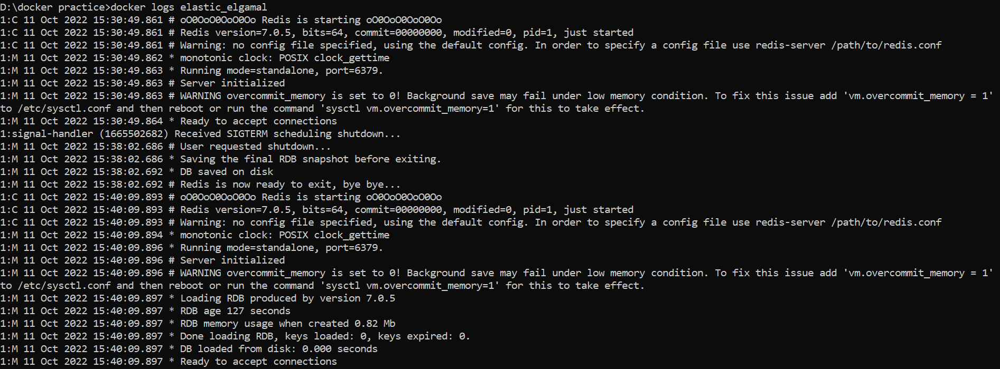 D:\docker practice>docker logs elastic_elgamal
1:C 11 Oct 2022 15:30:49.861 # oO0OoO0OoO0Oo Redis is starting oO0OoO0OoO0Oo
1:C 11 Oct 2022 15:30:49.861 # Redis version=7.0.5, bits=64, commit=00000000, modified=0, pid=1, just started
1:C 11 Oct 2022 15:30:49.861 # Warning: no config file specified, using the default config. In order to specify a config file use redis-server /path/to/redis.conf
1:M 11 Oct 2022 15:30:49.862 * monotonic clock: POSIX clock_gettime
1:M 11 Oct 2022 15:30:49.863 * Running mode=standalone, port=6379.
1:M 11 Oct 2022 15:30:49.863 # Server initialized
1:M 11 Oct 2022 15:30:49.863 # WARNING overcommit_memory is set to 0! Background save may fail under low memory condition. To fix this issue add 'vm.overcommit_memory = 1'
to /etc/sysctl.conf and then reboot or run the command 'sysctl vm.overcommit_memory=1' for this to take effect.
1:M 11 Oct 2022 15:30:49.864 * Ready to accept connections
1:signal-handler (1665502682) Received SIGTERM scheduling shutdown...
1:M 11 Oct 2022 15:38:02.686 # User requested shutdown...
1:M 11 Oct 2022 15:38:02.686 * Saving the final RDB snapshot before exiting.
1:M 11 Oct 2022 15:38:02.692 * DB saved on disk
1:M 11 Oct 2022 15:38:02.692 # Redis is now ready to exit, bye bye...
1:C 11 Oct 2022 15:40:09.893 # oO0OoO0OoO0Oo Redis is starting oO0OoO0OoO0Oo
1:C 11 Oct 2022 15:40:09.893 # Redis version=7.0.5, bits=64, commit=00000000, modified=0, pid=1, just started
1:C 11 Oct 2022 15:40:09.893 # Warning: no config file specified, using the default config. In order to specify a config file use redis-server /path/to/redis.conf
1:M 11 Oct 2022 15:40:09.894 * monotonic clock: POSIX clock_gettime
1:M 11 Oct 2022 15:40:09.896 * Running mode=standalone, port=6379.
1:M 11 Oct 2022 15:40:09.896 # Server initialized
1:M 11 Oct 2022 15:40:09.896 # WARNING overcommit_memory is set to 0! Background save may fail under low memory condition. To fix this issue add 'vm.overcommit_memory = 1'
to /etc/sysctl.conf and then reboot or run the command 'sysctl vm.overcommit_memory=1' for this to take effect.
1:M 11 Oct 2022 15:40:09.897 * Loading RDB produced by version 7.0.5
1:M 11 Oct 2022 15:40:09.897 * RDB age 127 seconds
1:M 11 Oct 2022 15:40:09.897 * RDB memory usage when created 0.82 Mb
1:M 11 Oct 2022 15:40:09.897 * Done loading RDB, keys loaded: 0, keys expired: 0.
1:M 11 Oct 2022 15:40:09.897 * DB loaded from disk: 0.000 seconds
1:M 11 Oct 2022 15:40:09.897 * Ready to accept connections